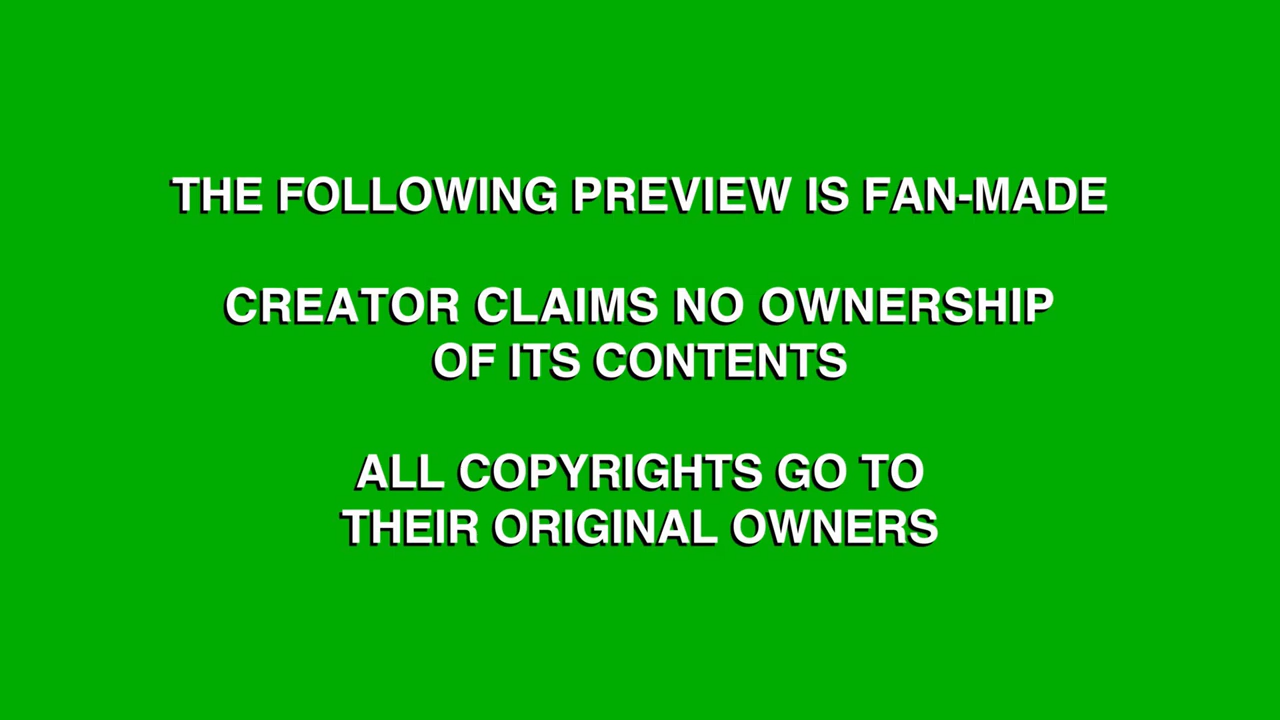 THE FOLLOWING PREVIEW IS FAN-MADE
CREATOR CLAIMS NO OWNERSHIP
OF ITS CONTENTS
ALL COPYRIGHTS GO TO
THEIR ORIGINAL OWNERS